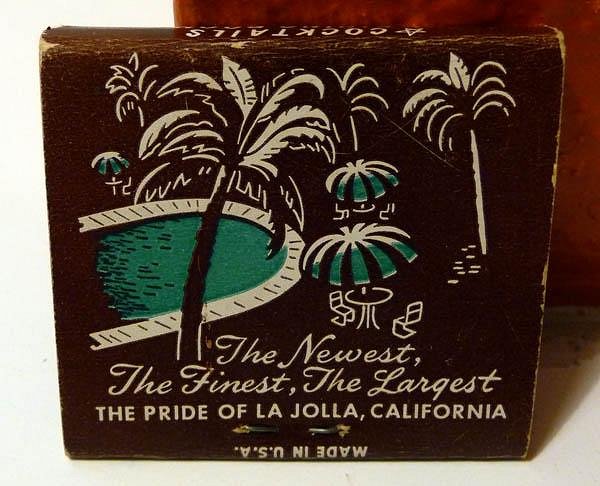 & COCKTAILS
The Newest,
The Finest, The Largest
THE PRIDE OF LA JOLLA, CALIFORNIA
MADE IN U.S.A.